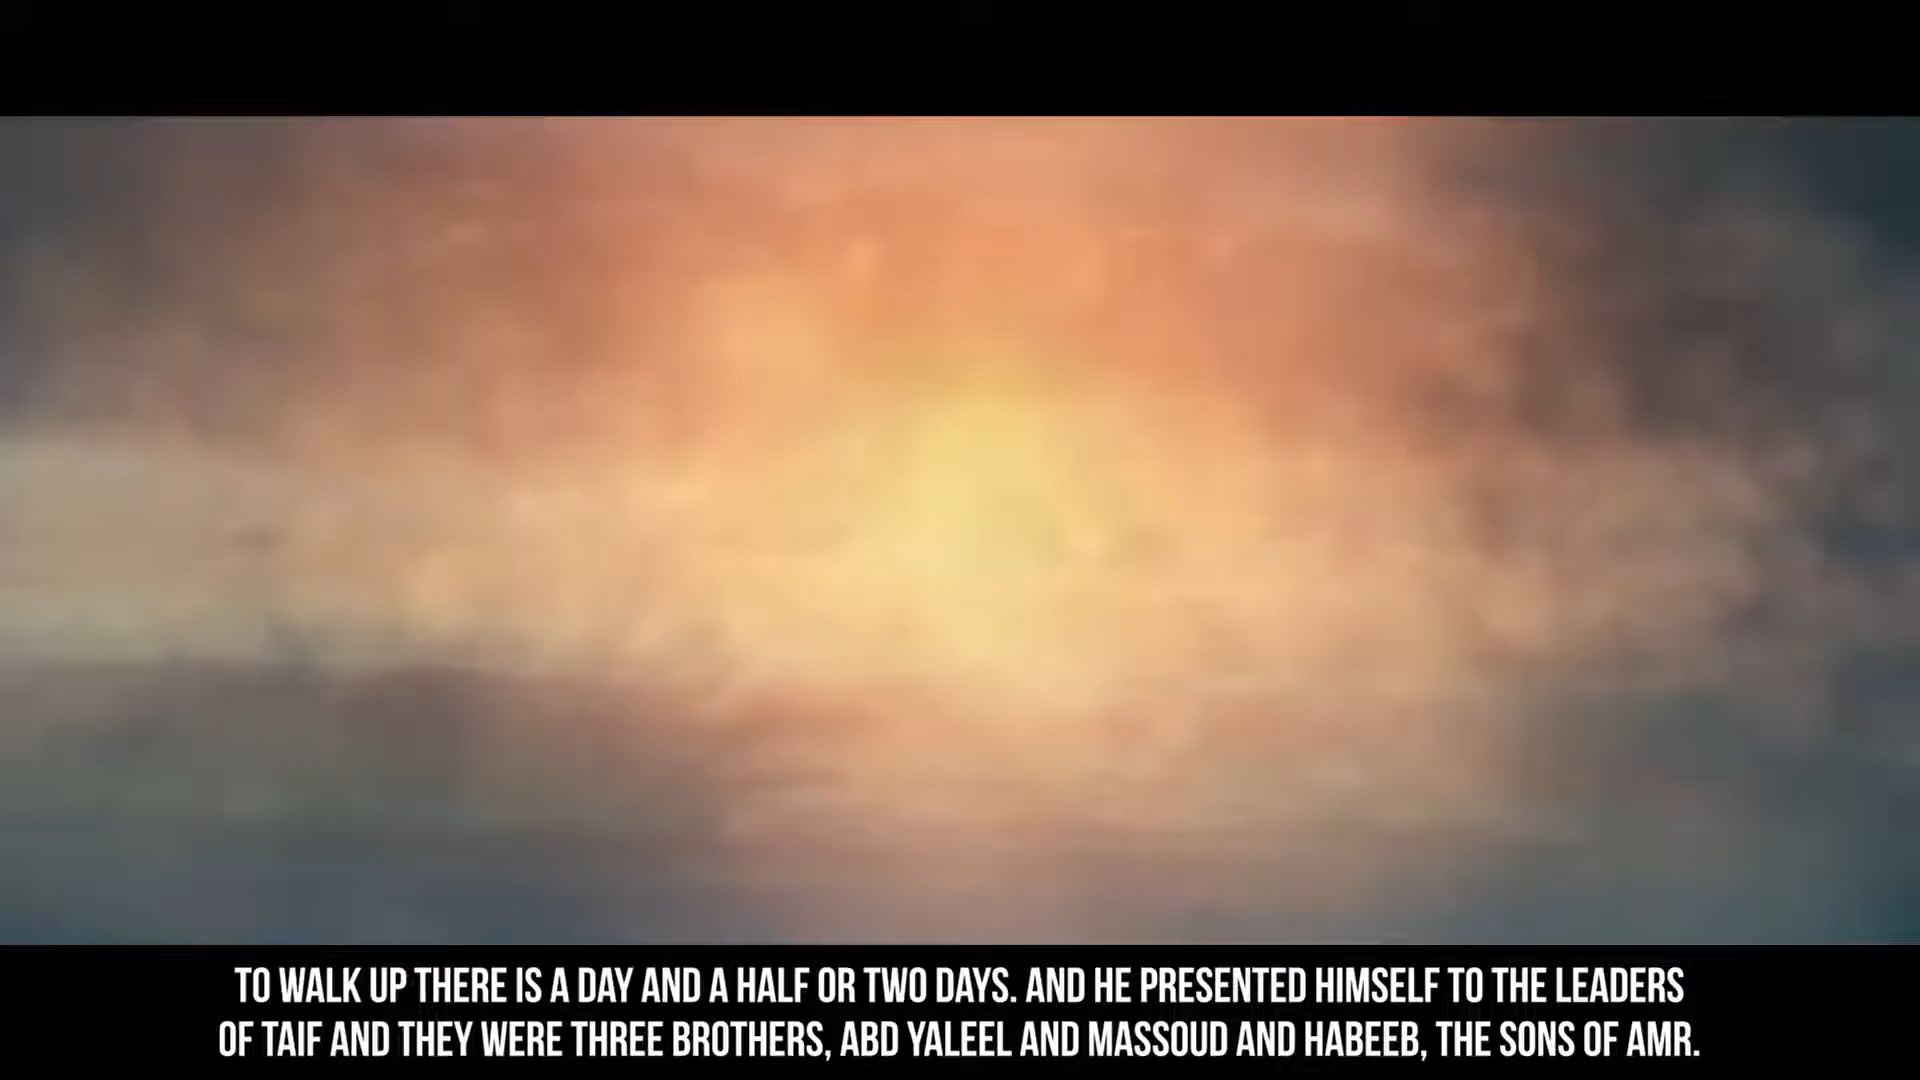 TO WALK UP THERE IS A DAY AND A HALF OR TWO DAYS. AND HE PRESENTED HIMSELF TO THE LEADERS
OF TAIF AND THEY WERE THREE BROTHERS, ABD YALEEL AND MASSOUD AND HABEEB, THE SONS OF AMR.